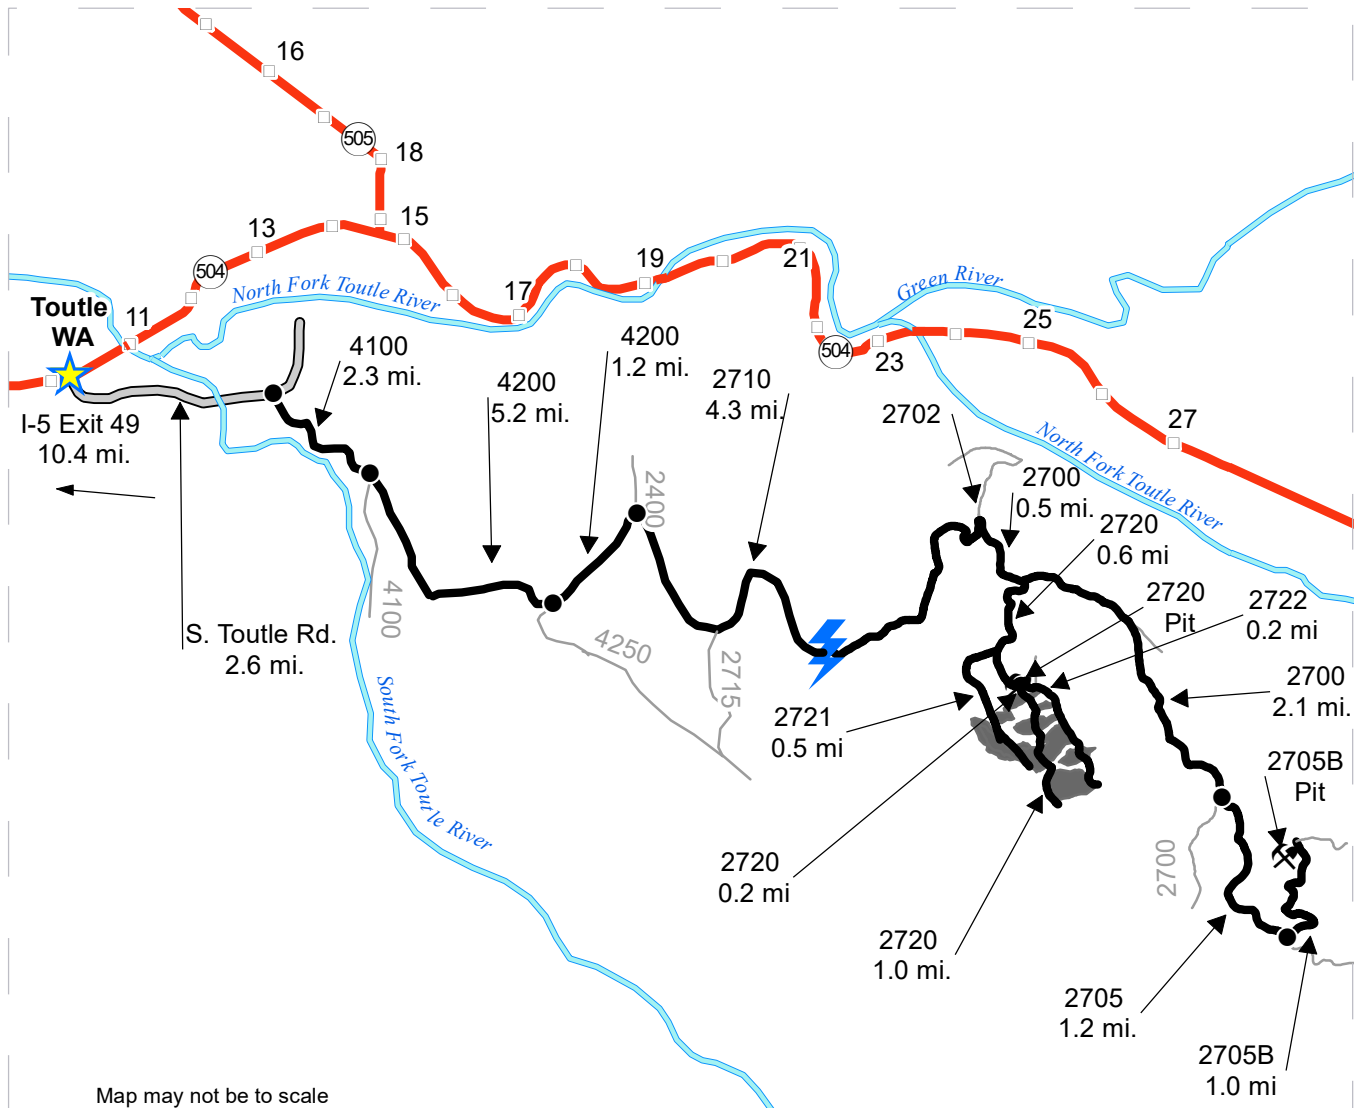 16
505
18
15
13
504
North Fork Toutle River
Toutle
WA
11
17
19
21
Green River
504
23
25
27
4100
2.3 mi.
4200
1.2 mi.
4200
5.2 mi.
2710
4.3 mi.
I-5 Exit 49
10.4 mi.
2702
North Fork Toutle River
2700
0.5 mi.
2400
2720
0.6 mi
2720
Pit
2722
0.2 mi
4100
S. Toutle Rd.
2.6 mi.
4250
2715
South Fork Toutle River
2721
0.5 mi
2700
2.1 mi.
2705B
Pit
2720
0.2 mi
2700
2720
1.0 mi.
2705
1.2 mi.
2705B
1.0 mi
Map may not be to scale